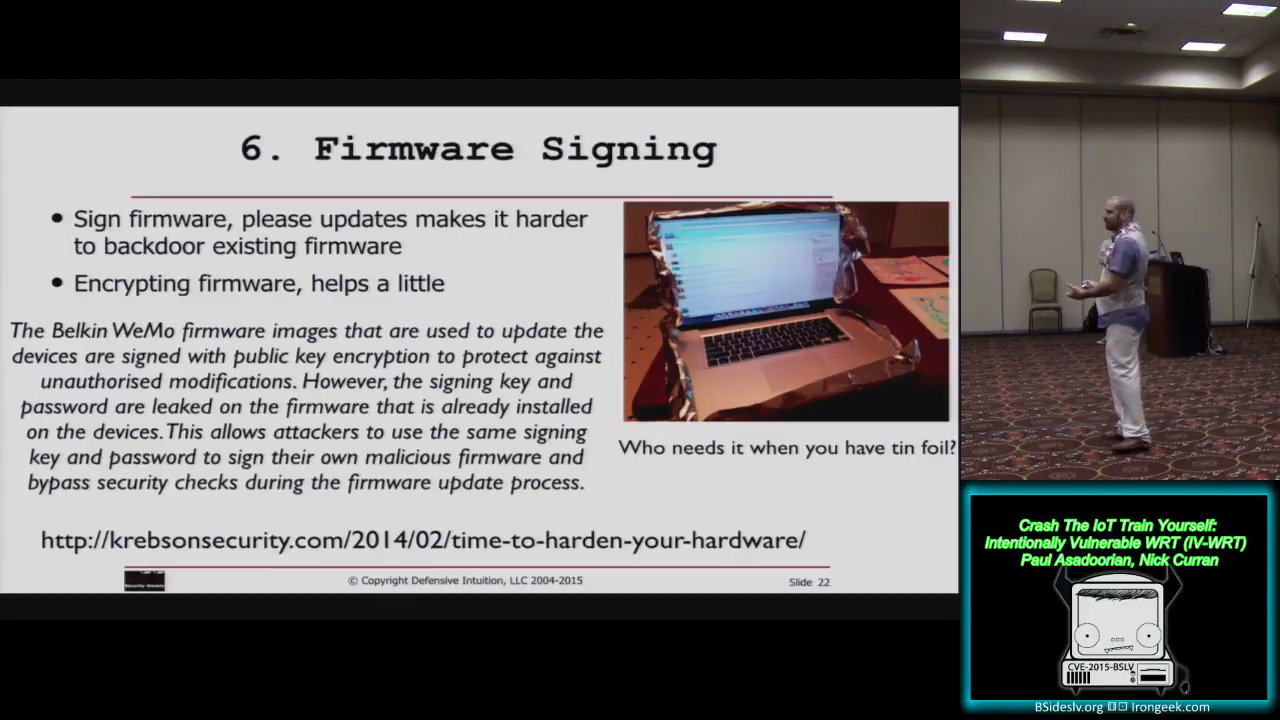 6. Firmware Signing
• Sign firmware, please updates makes it harder
to backdoor existing firmware
• Encrypting firmware, helps a little
The Belkin WeMo firmware images that are used to update the
devices are signed with public key encryption to protect against
unauthorised modifications. However, the signing key and
password are leaked on the firmware that is already installed
on the devices. This allows attackers to use the same signing
key and password to sign their own malicious firmware and
bypass security checks during the firmware update process.
Who needs it when you have tin foil?
http://krebsonsecurity.com/2014/02/time-to-harden-your-hardware/
Security Weekly
© Copyright Defensive Intuition, LLC 2004-2015
Slide 22
Crash The IoT Train Yourself:
Intentionally Vulnerable WRT (IV-WRT)
Paul Asadoorian, Nick Curran
CVE-2015-BSLV
BSideslv.org
Irongeek.com